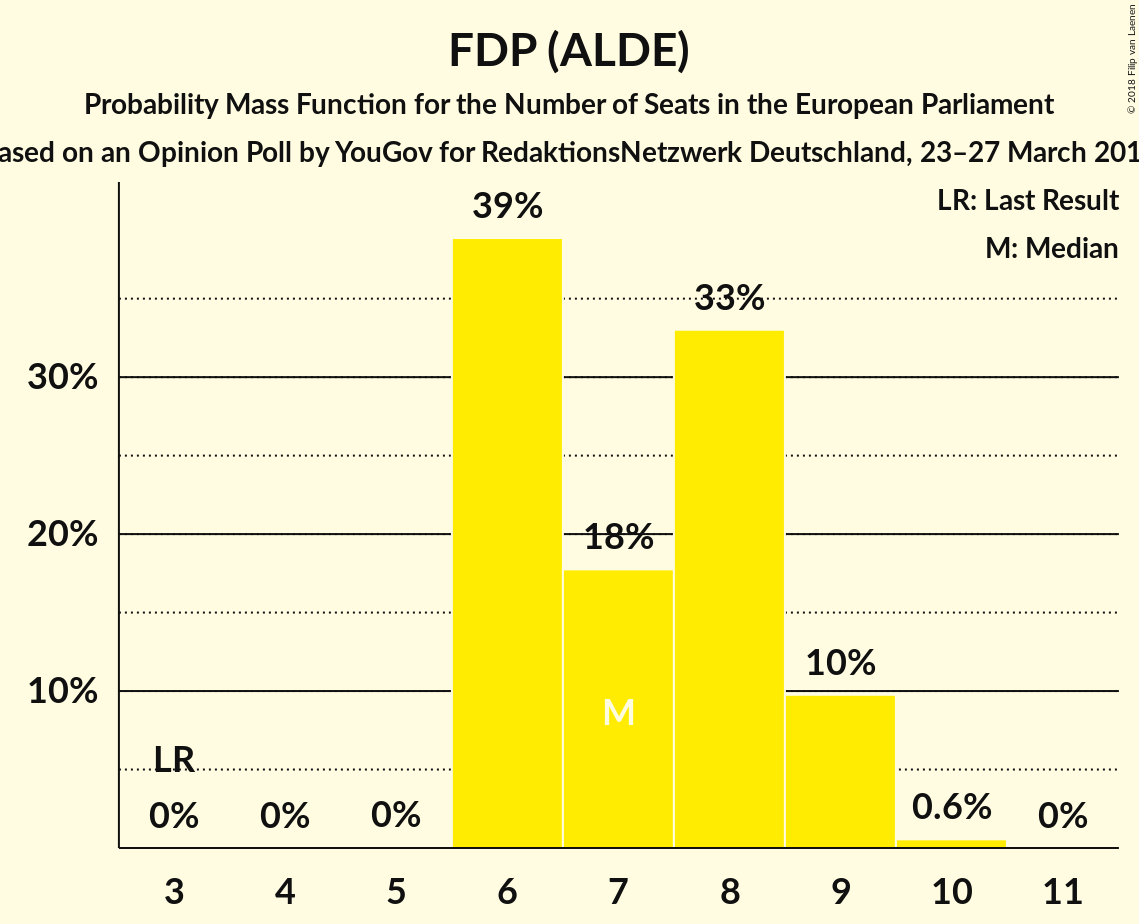 FDP (ALDE)
Probability Mass Function for the Number of Seats in the European Parliament
ased on an Opinion Poll by YouGov for RedaktionsNetzwerk Deutschland, 23–27 March 201
© 2018 Filip van Laenen
LR: Last Result
M: Median
39%
33%
30%
20%
18%
10%
10%
M
LR
0%
0%
0%
0.6%
0%
3 4 5 6 7 8 9 10 11